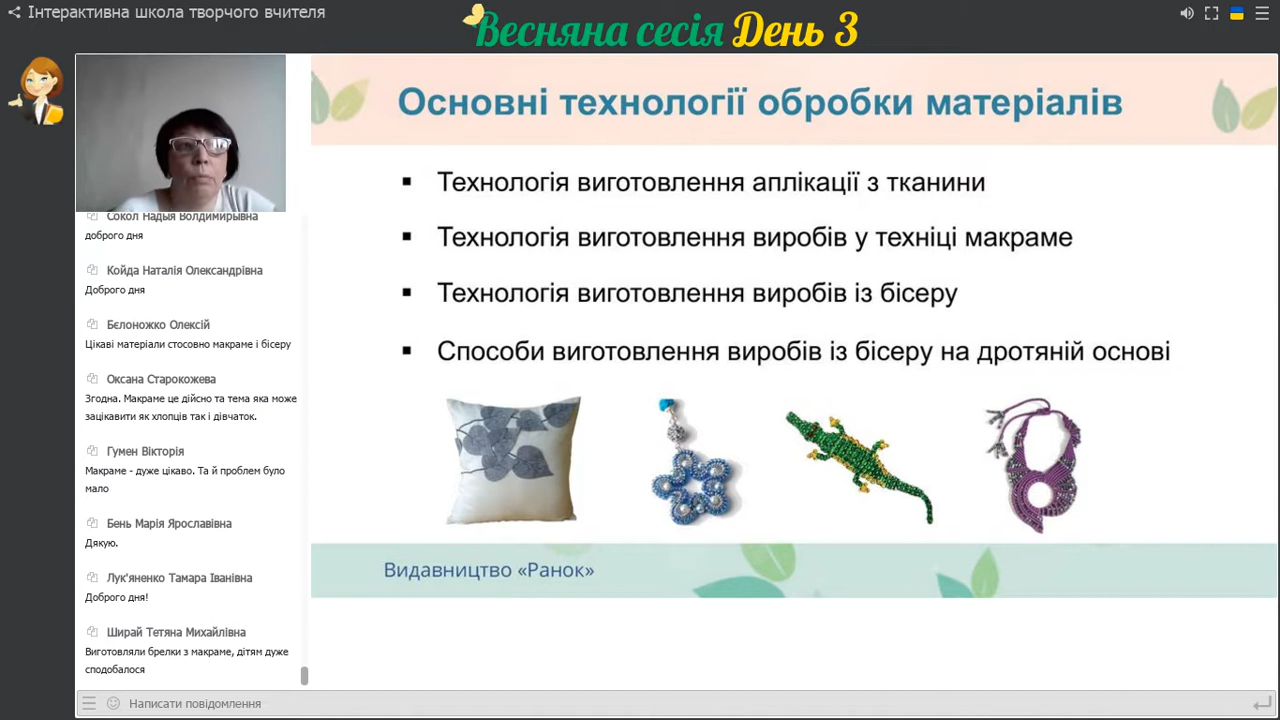 Інтерактивна школа творчого вчителя
Весняна сесія День 3
Сокол Надыя Волдимирывна
доброго дня
Койда Наталія Олександрівна
Доброго дня
Бєлоножко Олексій
Цікаві матеріали стосовно макраме і бісеру
Оксана Старокожева
Згодна. Макраме це дійсно та тема яка може
зацікавити як хлопців так і дівчаток.
Гумен Вікторія
Макраме - дуже цікаво. Та й проблем було
мало
Бень Марія Ярославівна
Дякую.
Лук'яненко Тамара Іванівна
Доброго дня!
Ширай Тетяна Михайлівна
Виготовляли брелки з макраме, дітям дуже
сподобалося
Написати повідомлення
Основні технології обробки матеріалів
▪ Технологія виготовлення аплікації з тканини
▪ Технологія виготовлення виробів у техніці макраме
▪ Технологія виготовлення виробів із бісеру
▪ Способи виготовлення виробів із бісеру на дротяній основі
Видавництво «Ранок»